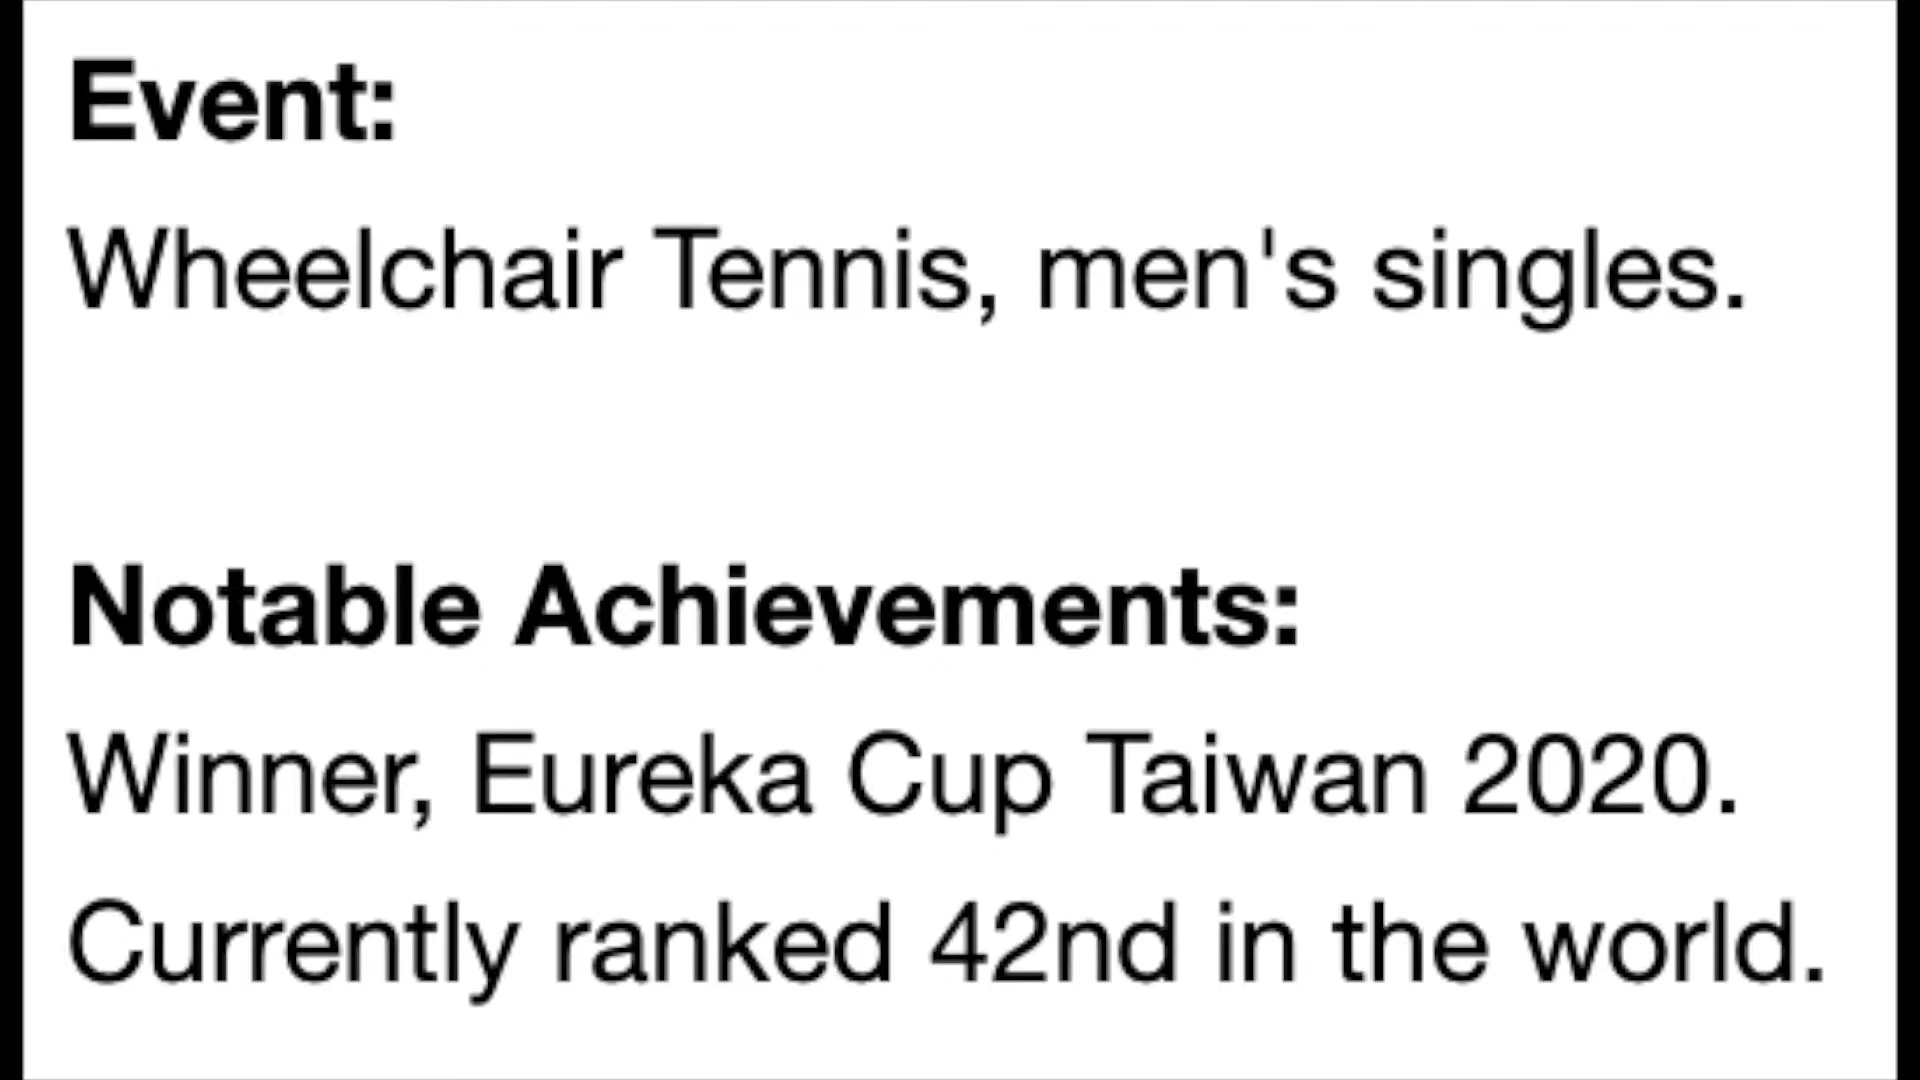 Event:
Wheelchair Tennis, men's singles.
Notable Achievements:
Winner, Eureka Cup Taiwan 2020.
Currently ranked 42nd in the world.